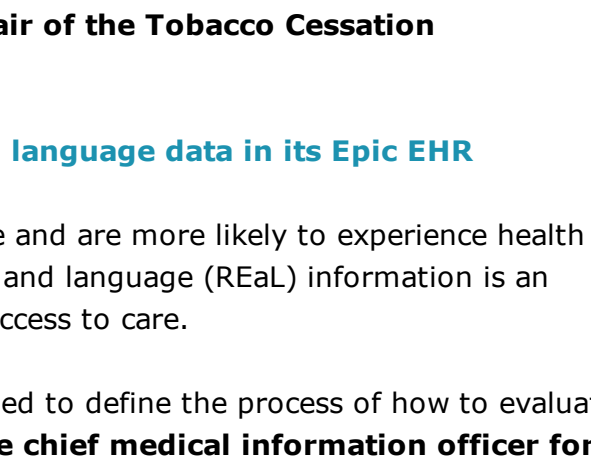 air of the Tobacco Cessation
language data in its Epic EHR
e and are more likely to experience health
and language (REaL) information is an
ccess to care.
ed to define the process of how to evaluat
e chief medical information officer for